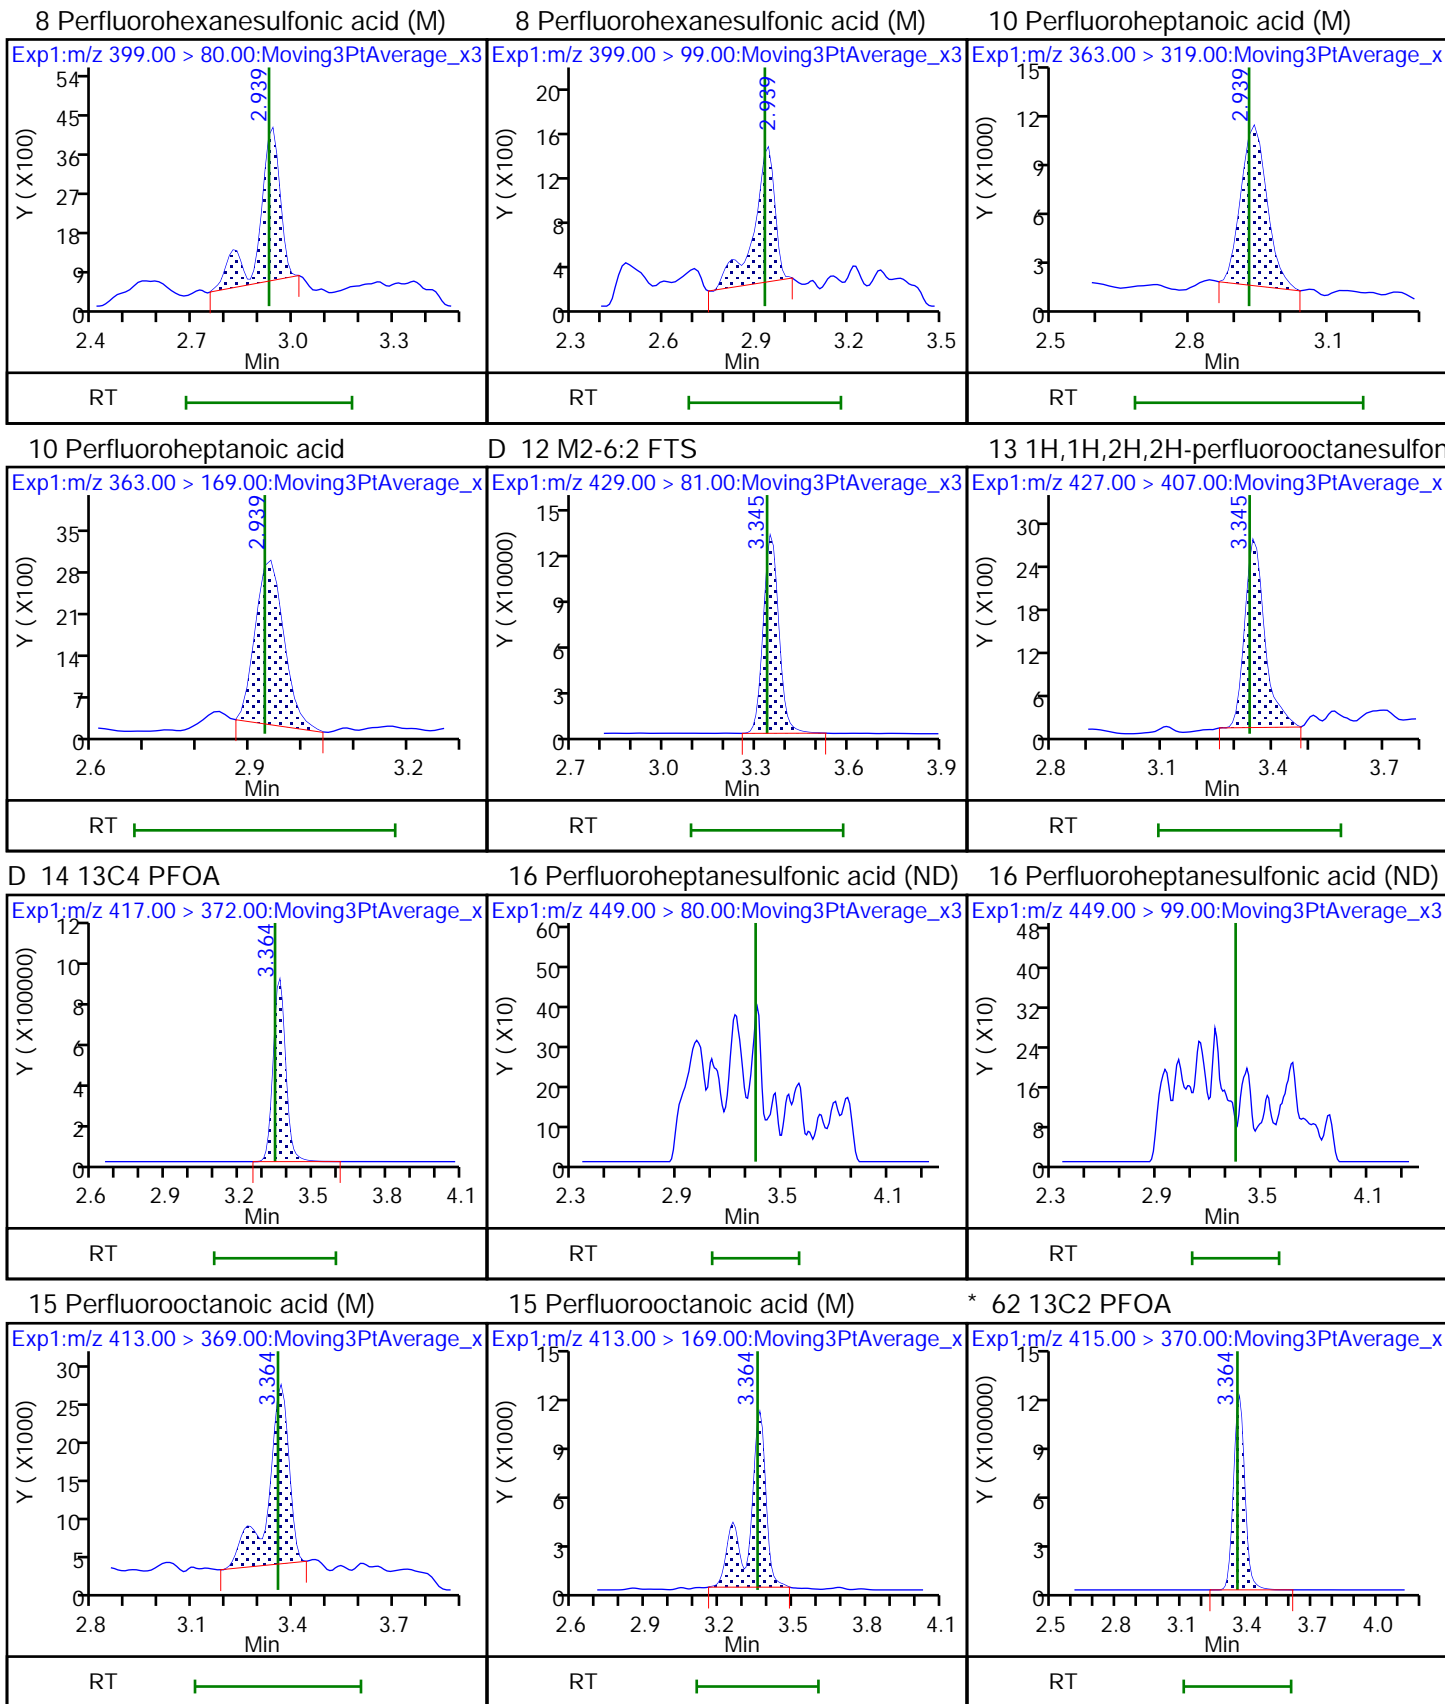 8 Perfluorohexanesulfonic acid (M)
Exp1:m/z 399.00 > 80.00:Moving3PtAverage_x3
Y ( X100)
54
45
36
27
18
9
0
2.939
2.4 2.7 3.0 3.3
Min
RT
8 Perfluorohexanesulfonic acid (M)
Exp1:m/z 399.00 > 99.00:Moving3PtAverage_x3
Y ( X100)
20
16
12
8
4
0
2.939
2.3 2.6 2.9 3.2 3.5
Min
RT
10 Perfluoroheptanoic acid (M)
Exp1:m/z 363.00 > 319.00:Moving3PtAverage_x
Y ( X1000)
15
12
9
6
3
0
2.939
2.5 2.8 3.1
Min
RT
10 Perfluoroheptanoic acid
Exp1:m/z 363.00 > 169.00:Moving3PtAverage_x
Y ( X100)
35
28
21
14
7
0
2.939
2.6 2.9 3.2
Min
RT
D 12 M2-6:2 FTS
Exp1:m/z 429.00 > 81.00:Moving3PtAverage_x3
Y ( X10000)
15
12
9
6
3
0
3.345
2.7 3.0 3.3 3.6 3.9
Min
RT
13 1H,1H,2H,2H-perfluorooctanesulfon
Exp1:m/z 427.00 > 407.00:Moving3PtAverage_x
Y ( X100)
30
24
18
12
6
0
3.345
2.8 3.1 3.4 3.7
Min
RT
D 14 13C4 PFOA
Exp1:m/z 417.00 > 372.00:Moving3PtAverage_x
Y ( X100000)
12
10
8
6
4
2
0
3.364
2.6 2.9 3.2 3.5 3.8 4.1
Min
RT
16 Perfluoroheptanesulfonic acid (ND)
Exp1:m/z 449.00 > 80.00:Moving3PtAverage_x3
Y ( X10)
60
50
40
30
20
10
0
2.3 2.9 3.5 4.1
Min
RT
16 Perfluoroheptanesulfonic acid (ND)
Exp1:m/z 449.00 > 99.00:Moving3PtAverage_x3
Y ( X10)
48
40
32
24
16
8
0
2.3 2.9 3.5 4.1
Min
RT
15 Perfluorooctanoic acid (M)
Exp1:m/z 413.00 > 369.00:Moving3PtAverage_x
Y ( X1000)
30
25
20
15
10
5
0
3.364
2.8 3.1 3.4 3.7
Min
RT
15 Perfluorooctanoic acid (M)
Exp1:m/z 413.00 > 169.00:Moving3PtAverage_x
Y ( X1000)
15
12
9
6
3
0
3.364
2.6 2.9 3.2 3.5 3.8 4.1
Min
RT
* 62 13C2 PFOA
Exp1:m/z 415.00 > 370.00:Moving3PtAverage_x
Y ( X100000)
15
12
9
6
3
0
3.364
2.5 2.8 3.1 3.4 3.7 4.0
Min
RT